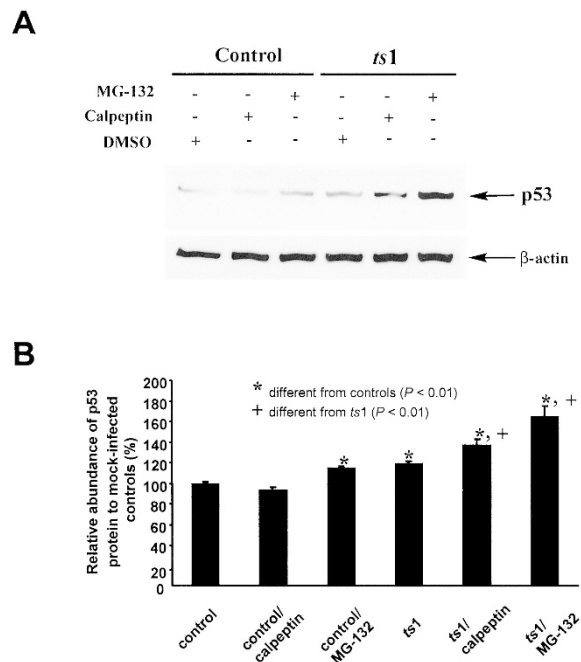 A
Control ts1
MG-132 - - + - - +
Calpeptin - + - - + -
DMSO + - - + - -
p53
β-actin
B
Relative abundance of p53
protein to mock-infected
controls (%)
200
180
160
140
120
100
80
60
40
20
0
* different from controls (P < 0.01)
+ different from ts1 (P < 0.01)
* * *, + *, +
control
control/
calpeptin
control/
MG-132
ts1
ts1/
calpeptin
ts1/
MG-132